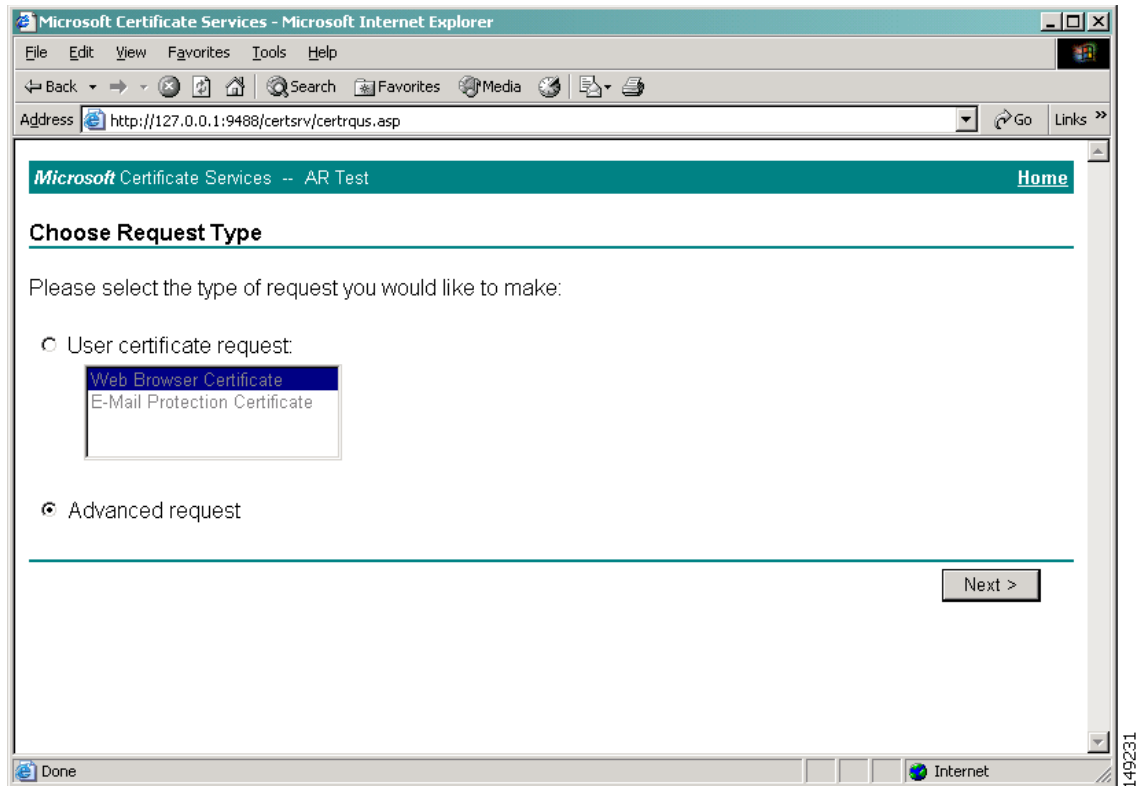 Microsoft Certificate Services - Microsoft Internet Explorer
File Edit View Favorites Tools Help
Back Search Favorites Media
Address http://127.0.0.1:9488/certsrv/certrqus.asp Go Links »
Microsoft Certificate Services -- AR Test Home
Choose Request Type
Please select the type of request you would like to make:
User certificate request:
Web Browser Certificate
E-Mail Protection Certificate
Advanced request
Next >
Done Internet
149231